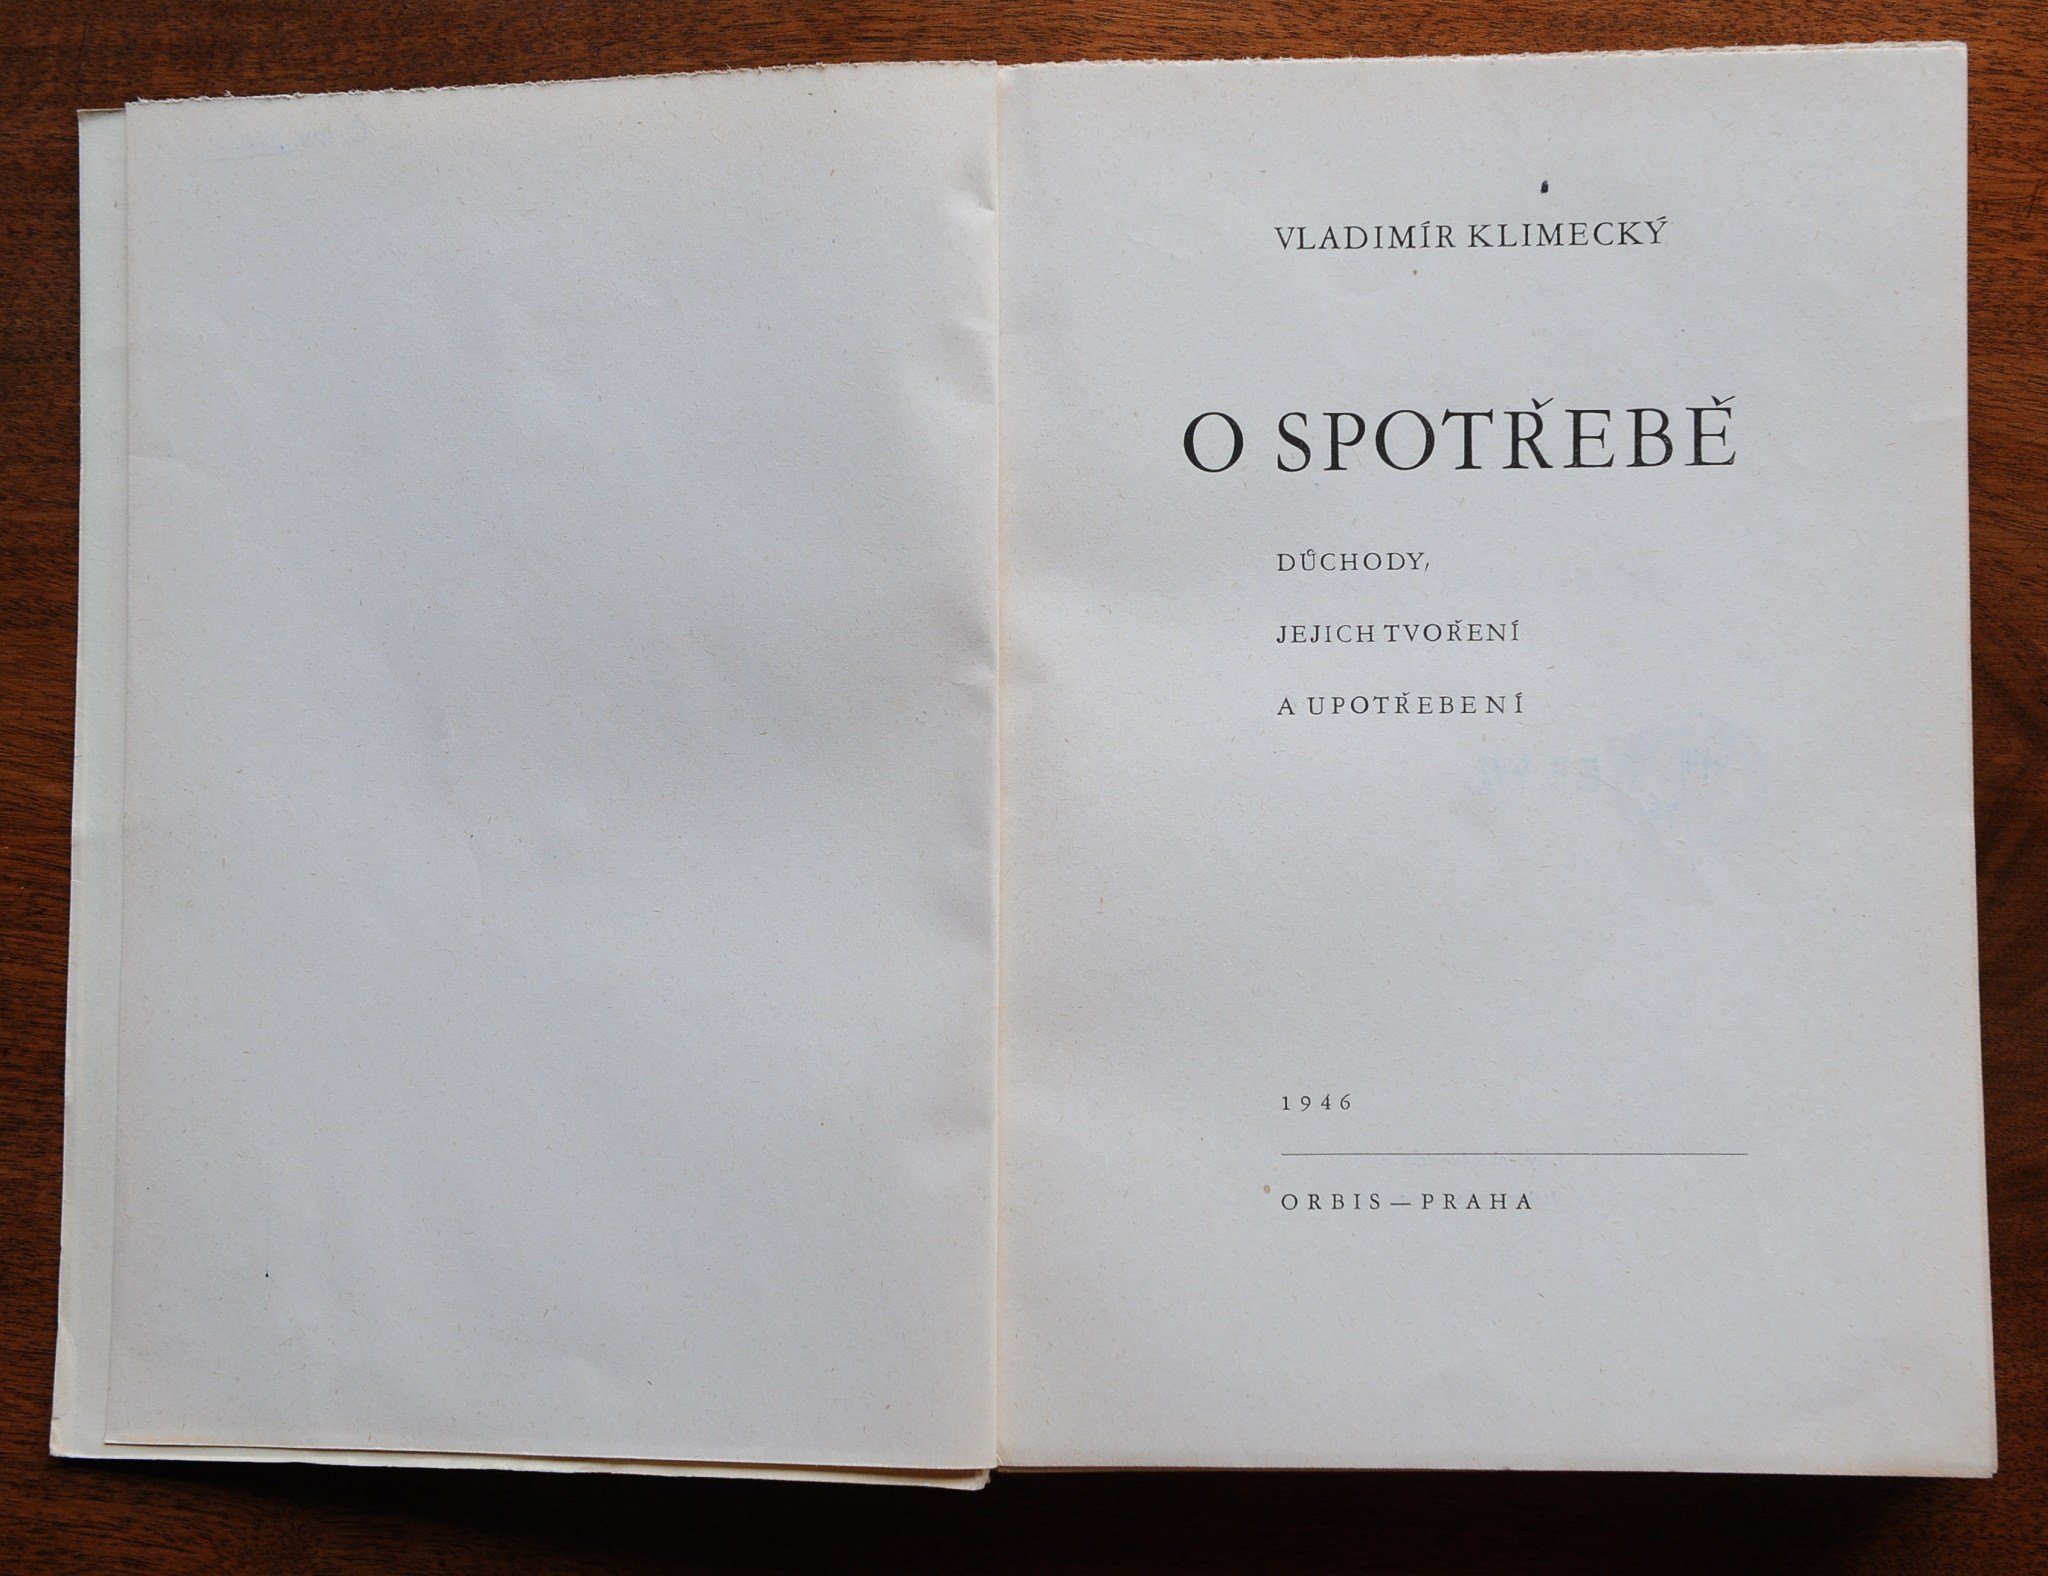 VLADIMÍR KLIMECKÝ
O SPOTŘEBĚ
DŮCHODY,
JEJICH TVOŘENÍ
A UPOTŘEBENÍ
1946
ORBIS—PRAHA